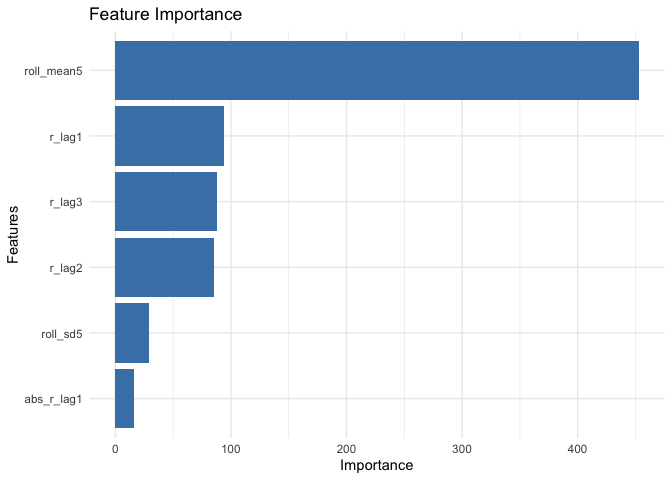 Feature Importance
Features
roll_mean5
r_lag1
r_lag3
r_lag2
roll_sd5
abs_r_lag1
0 100 200 300 400
Importance